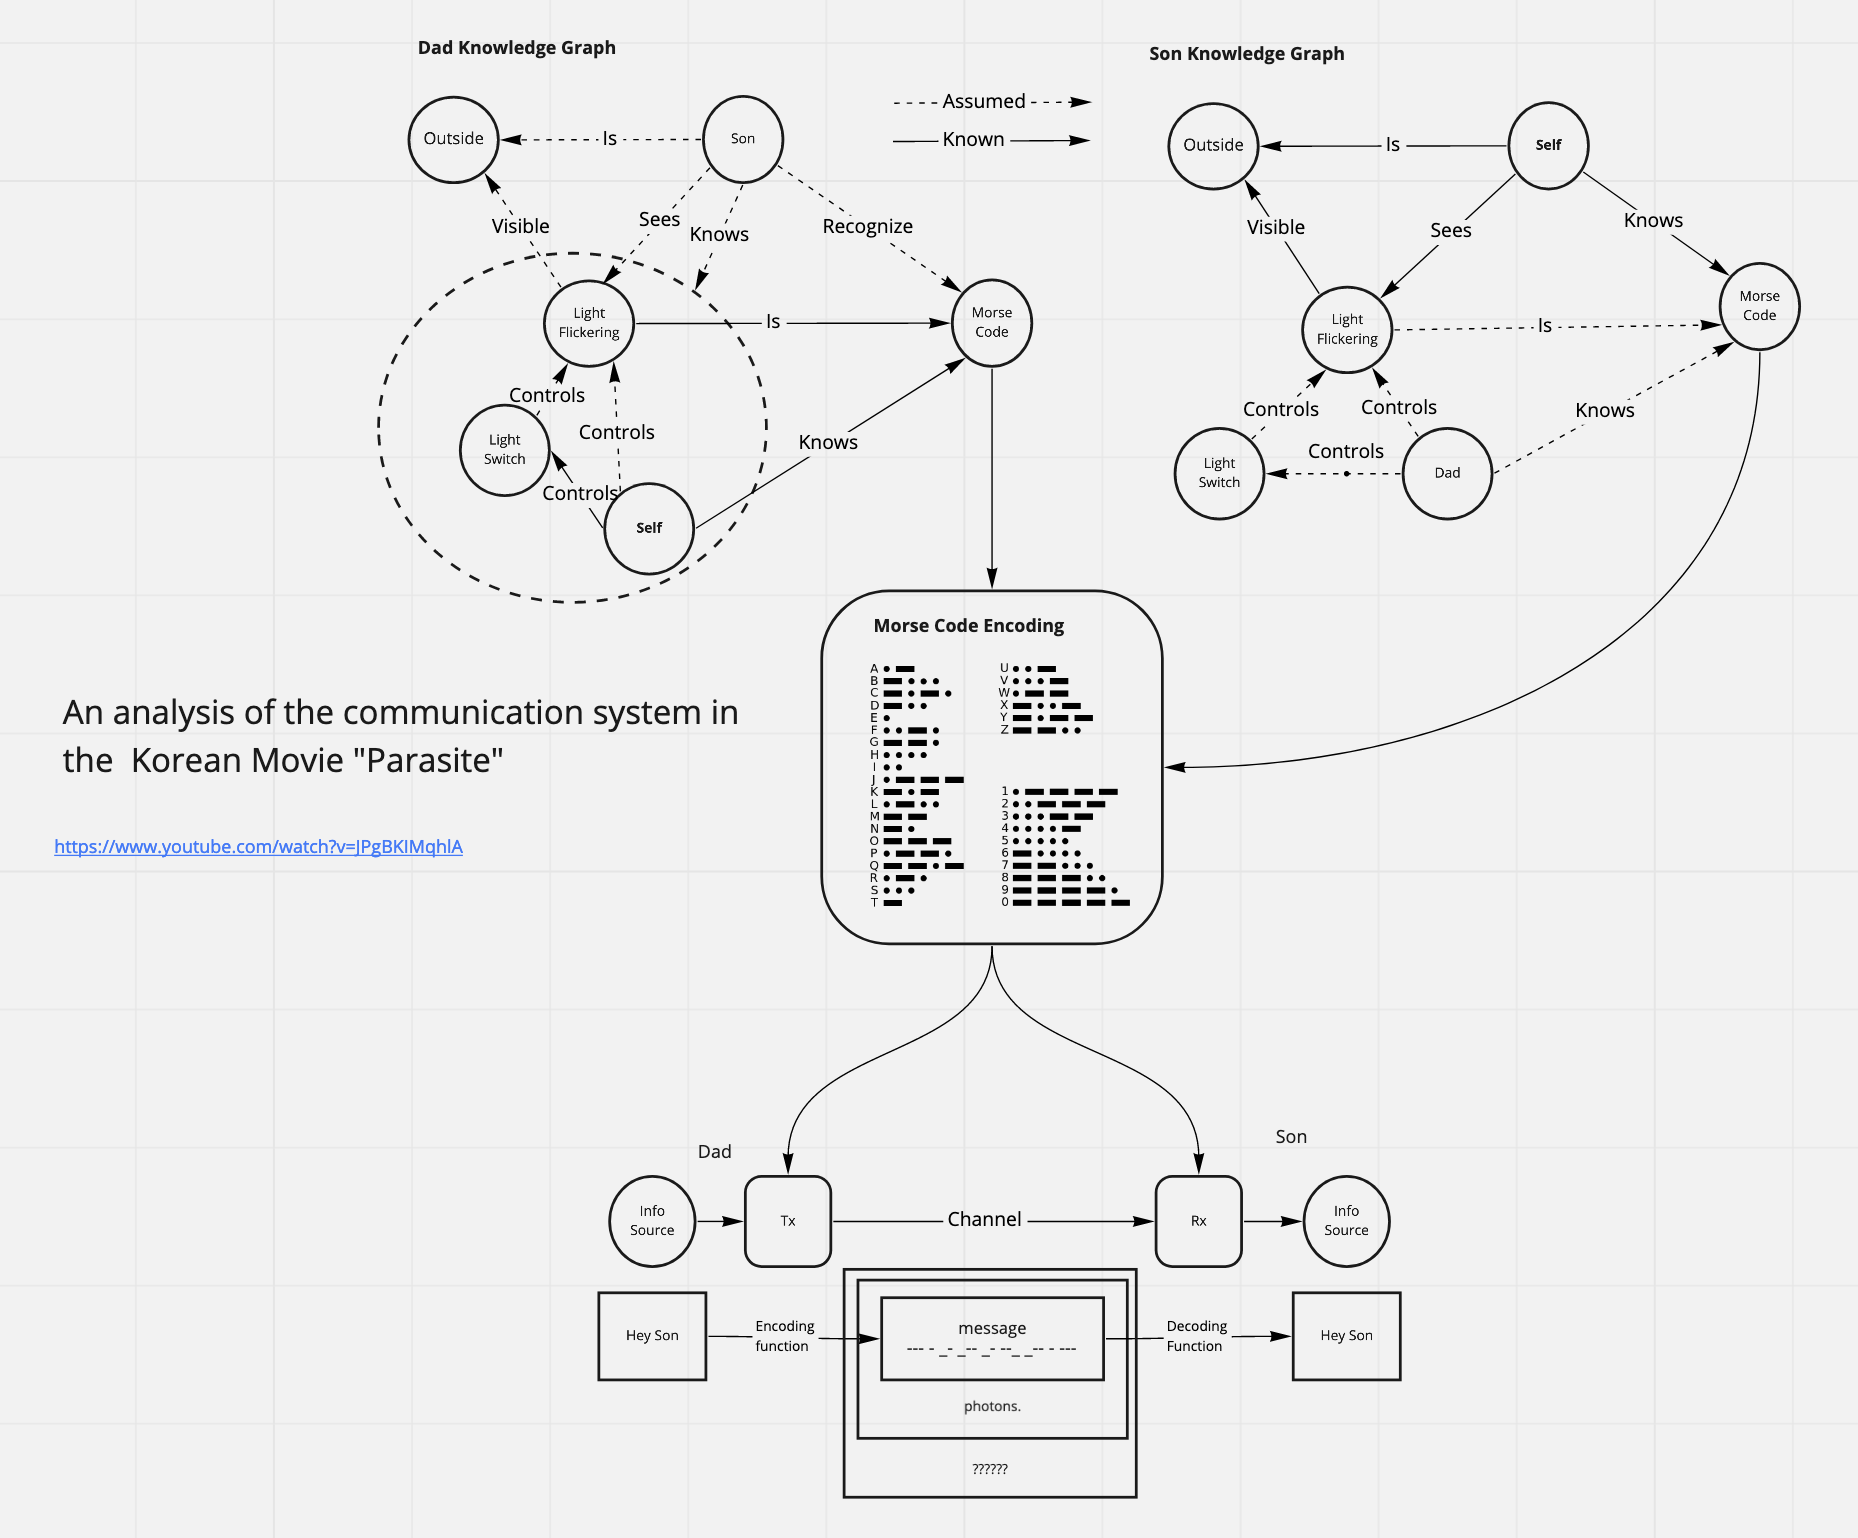 Dad Knowledge Graph
Son Knowledge Graph
Assumed
Known
Outside
Is
Son
Visible
Sees
Knows
Recognize
Light
Flickering
Is
Morse
Code
Controls
Light
Switch
Controls
Controls
Self
Knows
Outside
Is
Self
Visible
Sees
Knows
Light
Flickering
Is
Morse
Code
Controls
Controls
Knows
Light
Switch
Controls
Dad
Morse Code Encoding
A
B
C
D
E
F
G
H
I
J
K
L
M
N
O
P
Q
R
S
T
U
V
W
X
Y
Z
1
2
3
4
5
6
7
8
9
0
An analysis of the communication system in
the  Korean Movie "Parasite"
https://www.youtube.com/watch?v=JPgBKIMqhlA
Dad
Son
Info
Source
Tx
Channel
Rx
Info
Source
Hey Son
Encoding
function
message
--- - _- _-- _- --_ _-- - ---
Decoding
Function
Hey Son
photons.
??????